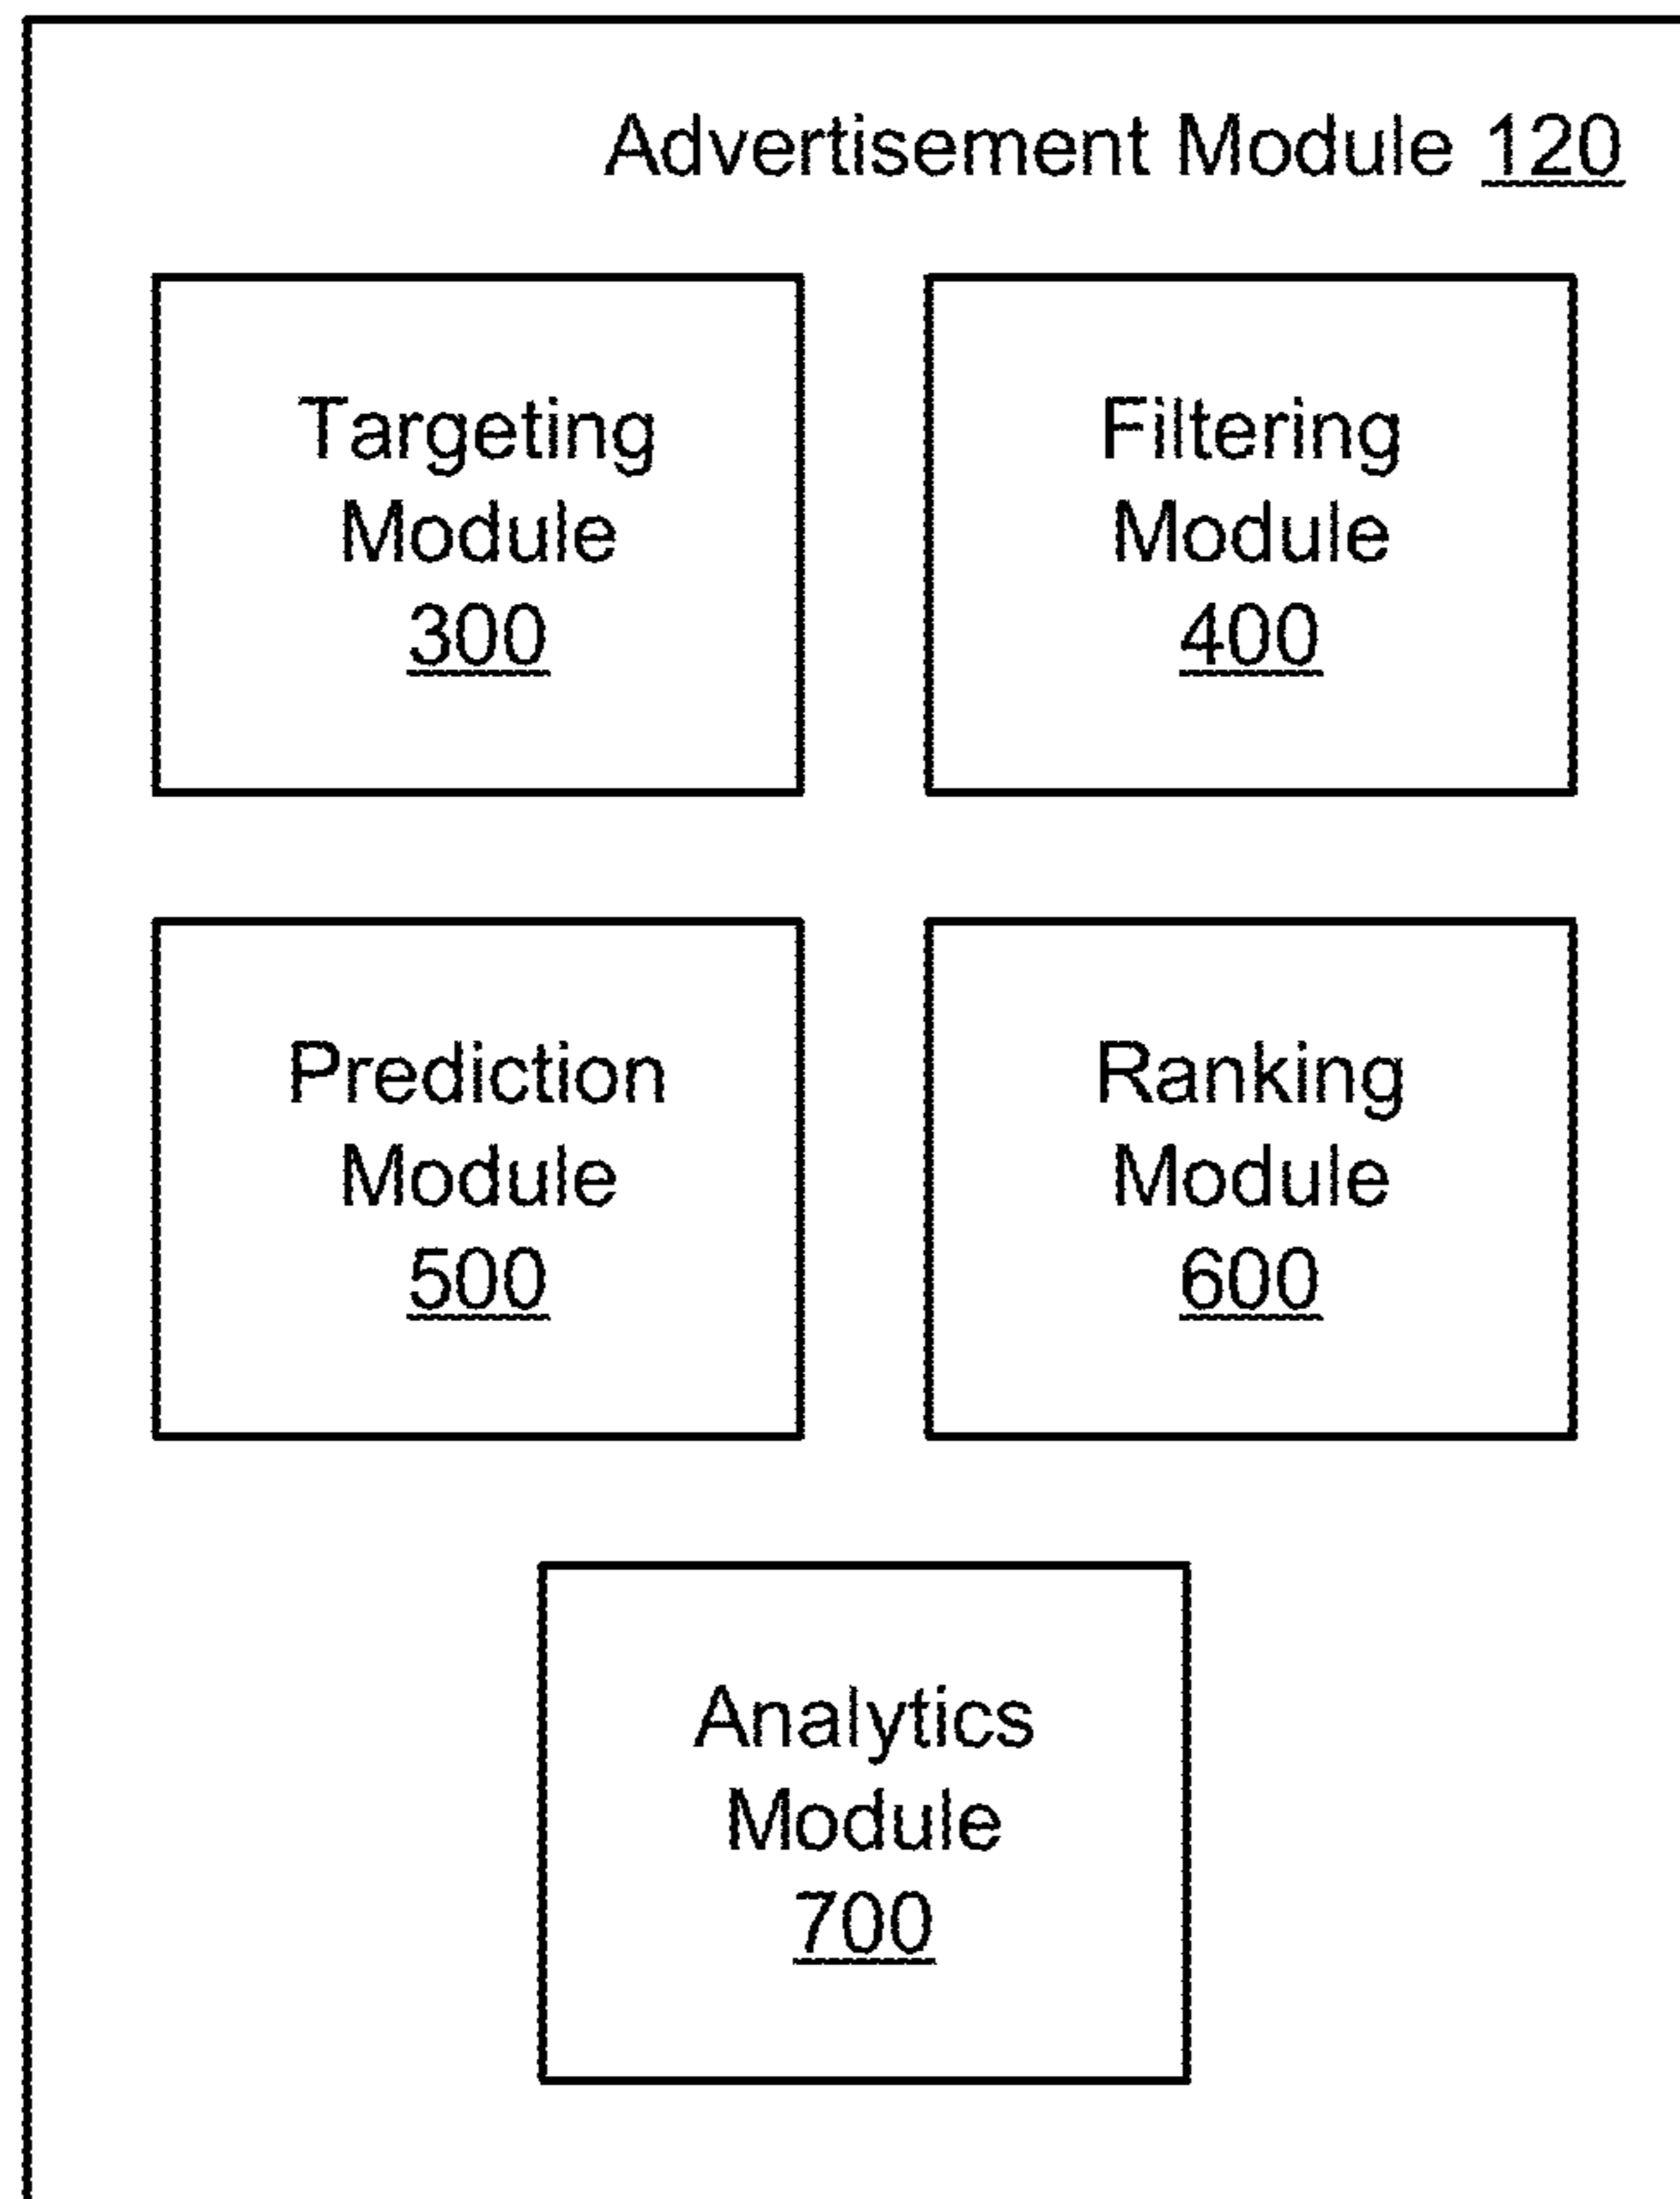 Advertisement Module 120
Targeting
Module
300
Filtering
Module
400
Prediction
Module
500
Ranking
Module
600
Analytics
Module
700